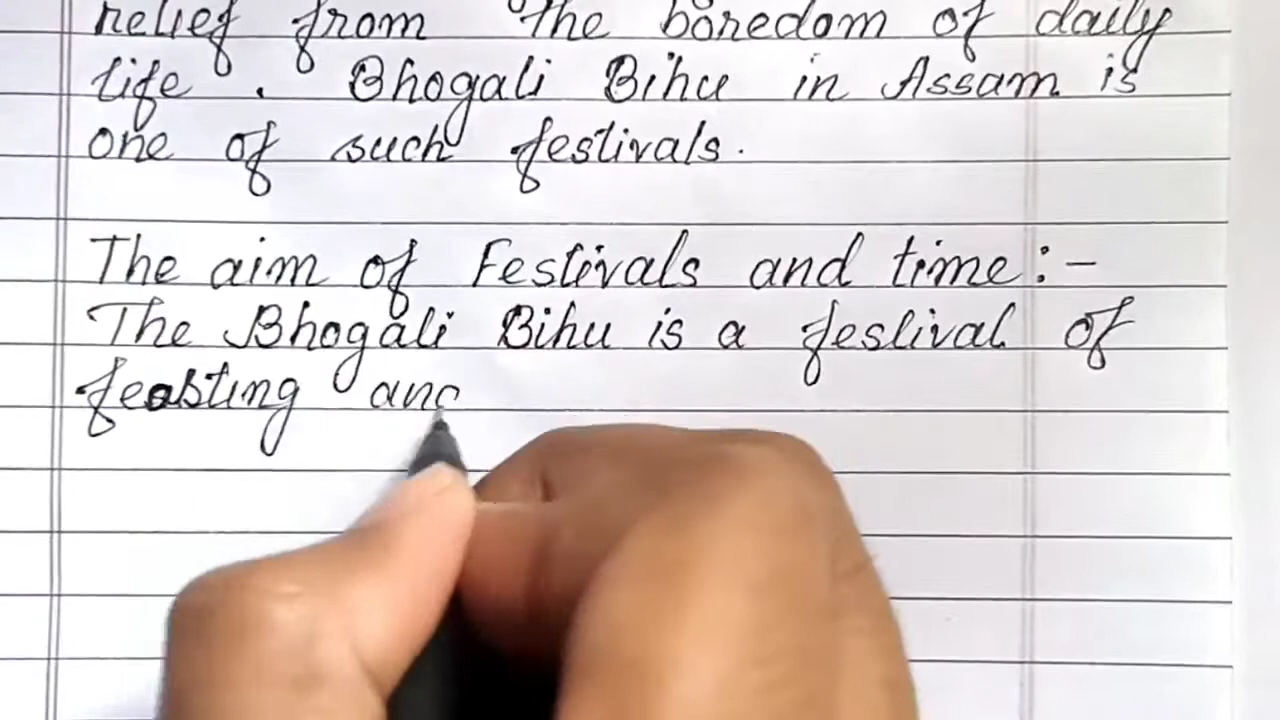 relief from the boredom of daily
life. Bhogali Bihu in Assam is
one of such festivals.
The aim of Festivals and time:-
The Bhogali Bihu is a festival of
feasting an